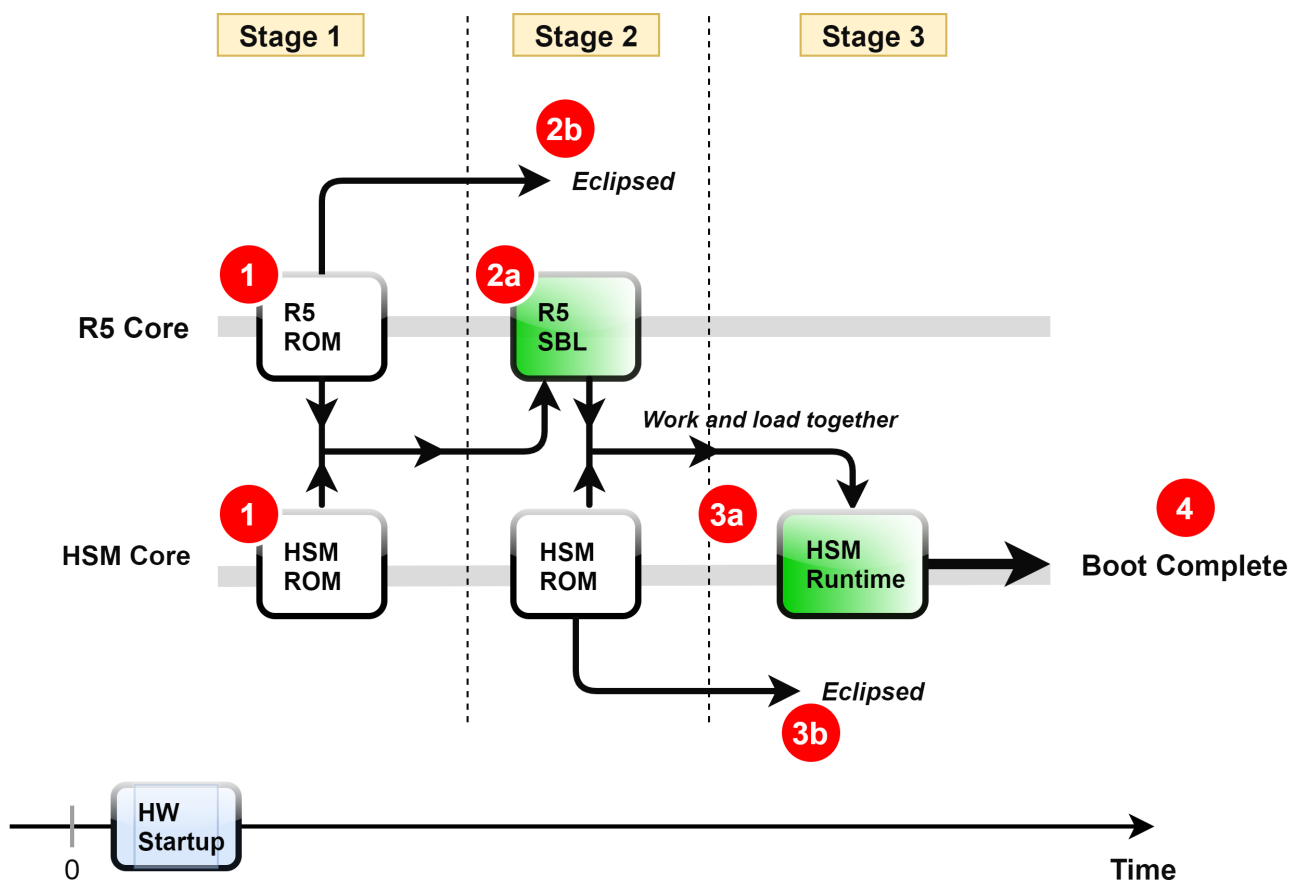 Stage 1
Stage 2
Stage 3
2b
Eclipsed
1
2a
R5 Core
R5
ROM
R5
SBL
Work and load together
1
3a
4
HSM Core
HSM
ROM
HSM
ROM
HSM
Runtime
Boot Complete
Eclipsed
3b
HW
Startup
0
Time